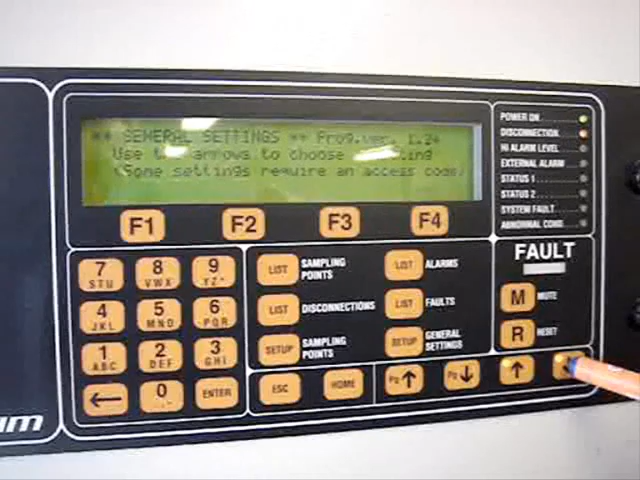 ** GENERAL SETTINGS ** Prog.ver. 1.24
Use the arrows to choose
(Some settings require an access code)
F1 F2 F3 F4
POWER ON
DISCONNECTION
HI ALARM LEVEL
EXTERNAL ALARM
STATUS 1
STATUS 2
SYSTEM FAULT
ABNORMAL COND.
FAULT
7 STU 8 VWX 9 YZ
4 JKL 5 MNO 6 PQR
1 ABC 2 DEF 3 GHI
← 0 ENTER
LIST SAMPLING POINTS
LIST ALARMS
LIST DISCONNECTIONS
LIST FAULTS
SETUP SAMPLING POINTS
SETUP GENERAL SETTINGS
ESC HOME Pg↑ Pg↓ ↑
M MUTE
R RESET